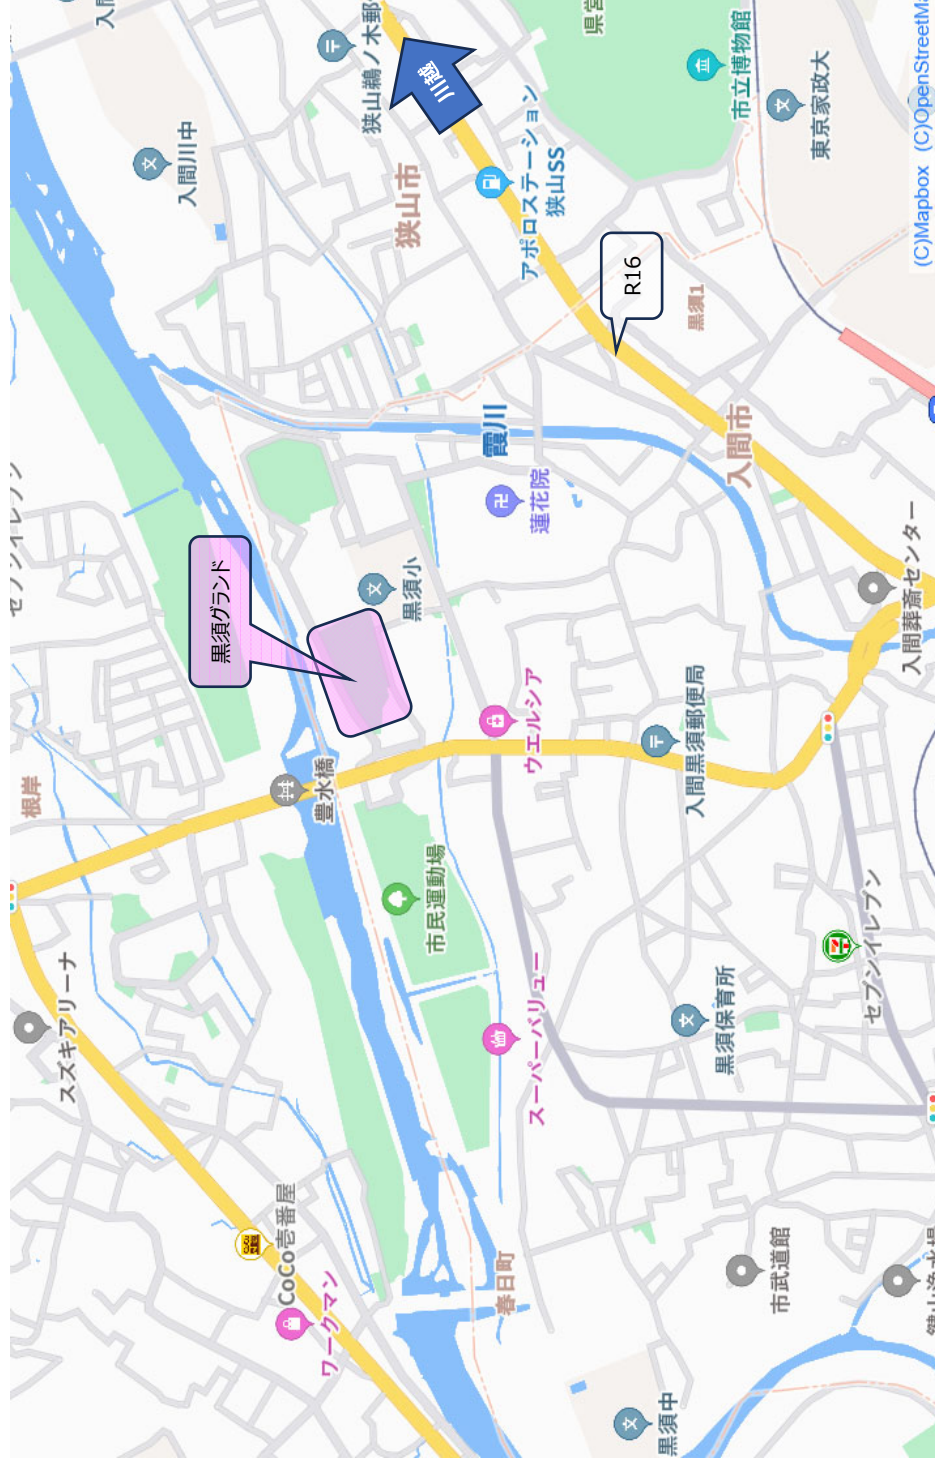 根岸
スズキアリーナ
入間川中
黒須グランド
CoCo壱番屋
ワークマン
豊水橋
狭山鵜ノ木郵
狭山市
黒須小
市民運動場
川越
霞川
春日町
スーパーバリュー
ウエルシア
蓮花院
アポロステーション
狭山SS
県営
R16
黒須中
入間黒須郵便局
黒須1
黒須保育所
入間市
市立博物館
市武道館
東京家政大
セブンイレブン
入間葬斎センター
(C)Mapbox (C)OpenStreetMa